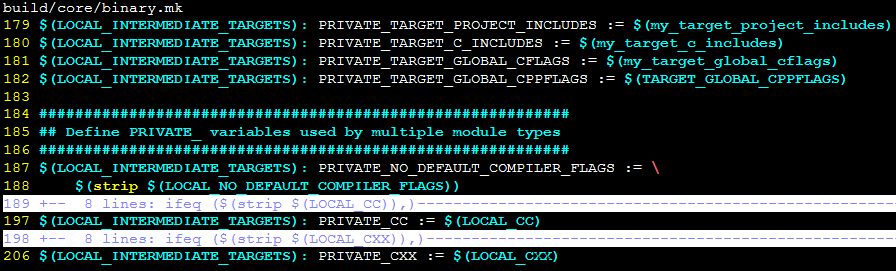 build/core/binary.mk
179 $(LOCAL_INTERMEDIATE_TARGETS): PRIVATE_TARGET_PROJECT_INCLUDES := $(my_target_project_includes)
180 $(LOCAL_INTERMEDIATE_TARGETS): PRIVATE_TARGET_C_INCLUDES := $(my_target_c_includes)
181 $(LOCAL_INTERMEDIATE_TARGETS): PRIVATE_TARGET_GLOBAL_CFLAGS := $(my_target_global_cflags)
182 $(LOCAL_INTERMEDIATE_TARGETS): PRIVATE_TARGET_GLOBAL_CPPFLAGS := $(TARGET_GLOBAL_CPPFLAGS)
183
184 ###########################################################
185 ## Define PRIVATE_ variables used by multiple module types
186 ###########################################################
187 $(LOCAL_INTERMEDIATE_TARGETS): PRIVATE_NO_DEFAULT_COMPILER_FLAGS := \
188     $(strip $(LOCAL_NO_DEFAULT_COMPILER_FLAGS))
189 +--  8 lines: ifeq ($(strip $(LOCAL_CC)),)-----------------------------------------------------
197 $(LOCAL_INTERMEDIATE_TARGETS): PRIVATE_CC := $(LOCAL_CC)
198 +--  8 lines: ifeq ($(strip $(LOCAL_CXX)),)----------------------------------------------------
206 $(LOCAL_INTERMEDIATE_TARGETS): PRIVATE_CXX := $(LOCAL_CXX)